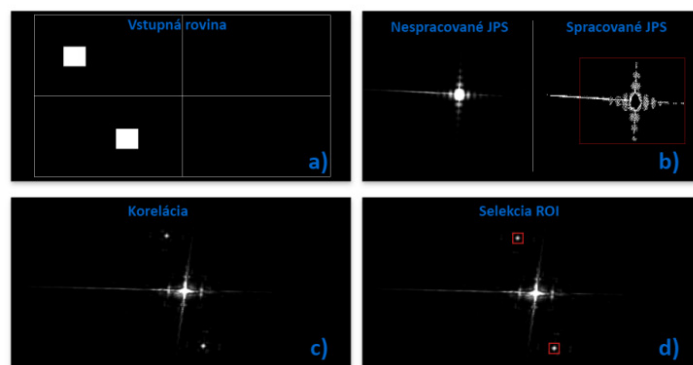 Vstupná rovina
a)
Nespracované JPS
Spracované JPS
b)
Korelácia
c)
Selekcia ROI
d)